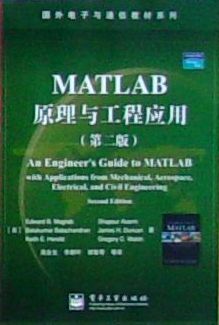 国外电子与通信教材系列
MATLAB
原理与工程应用
(第二版)
An Engineer's Guide to MATLAB
with Applications from Mechanical, Aerospace,
Electrical, and Civil Engineering
Second Edition
[美] Edward B. Magrab Shapour Azarm
Balakumar Balachandran James H. Duncan
Keith E. Herold Gregory C. Walsh
等译
电子工业出版社